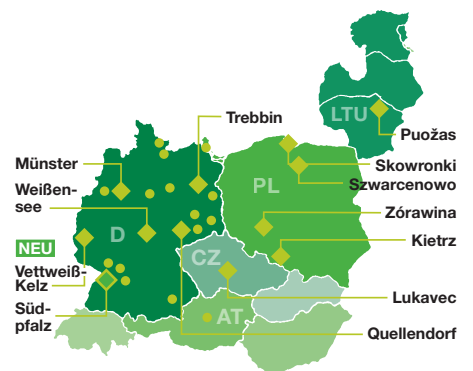 LTU
Trebbin
Puožas
Münster
Skowronki
PL
Szwarcenowo
Weißen-
see
Zórawina
D
NEU
Kietrz
CZ
Vettweiß-
Kelz
Lukavec
Süd-
pfalz
AT
Quellendorf